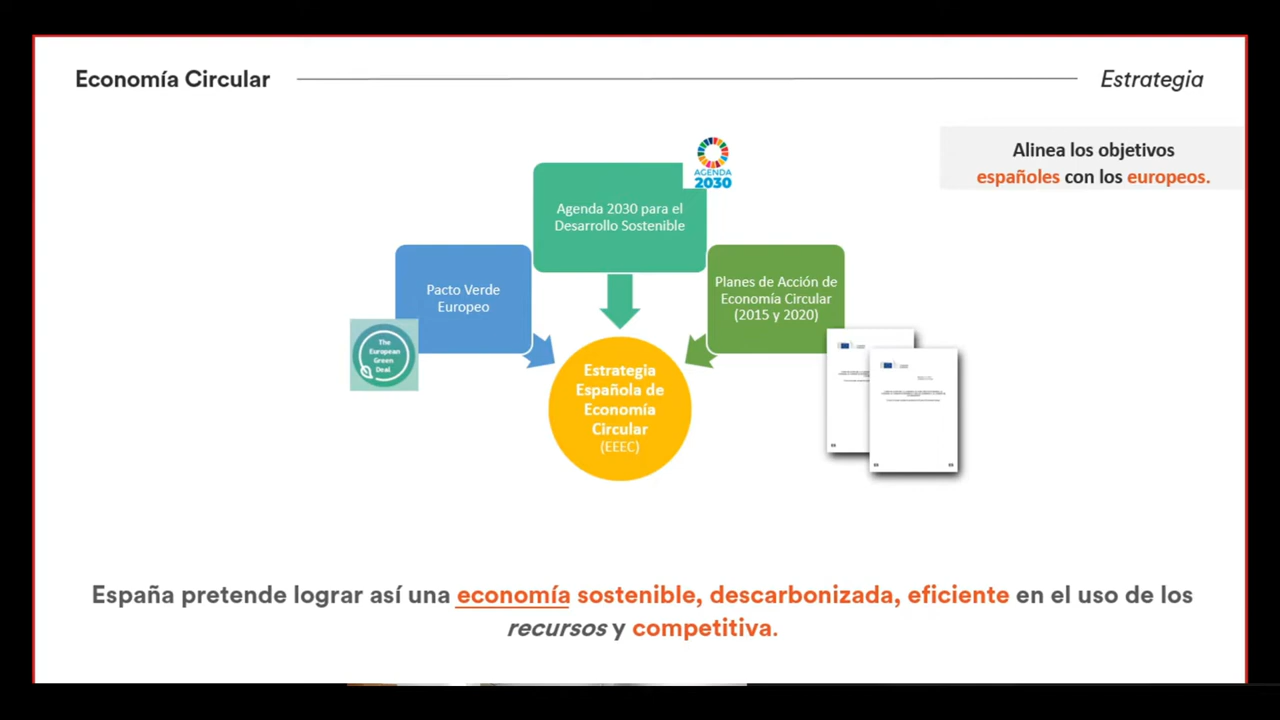 Economía Circular
Estrategia
Alinea los objetivos
españoles con los europeos.
AGENDA
2030
Agenda 2030 para el
Desarrollo Sostenible
Pacto Verde
Europeo
Planes de Acción de
Economía Circular
(2015 y 2020)
The
European
Green
Deal
Estrategia
Española de
Economía
Circular
(EEEC)
España pretende lograr así una economía sostenible, descarbonizada, eficiente en el uso de los
recursos y competitiva.